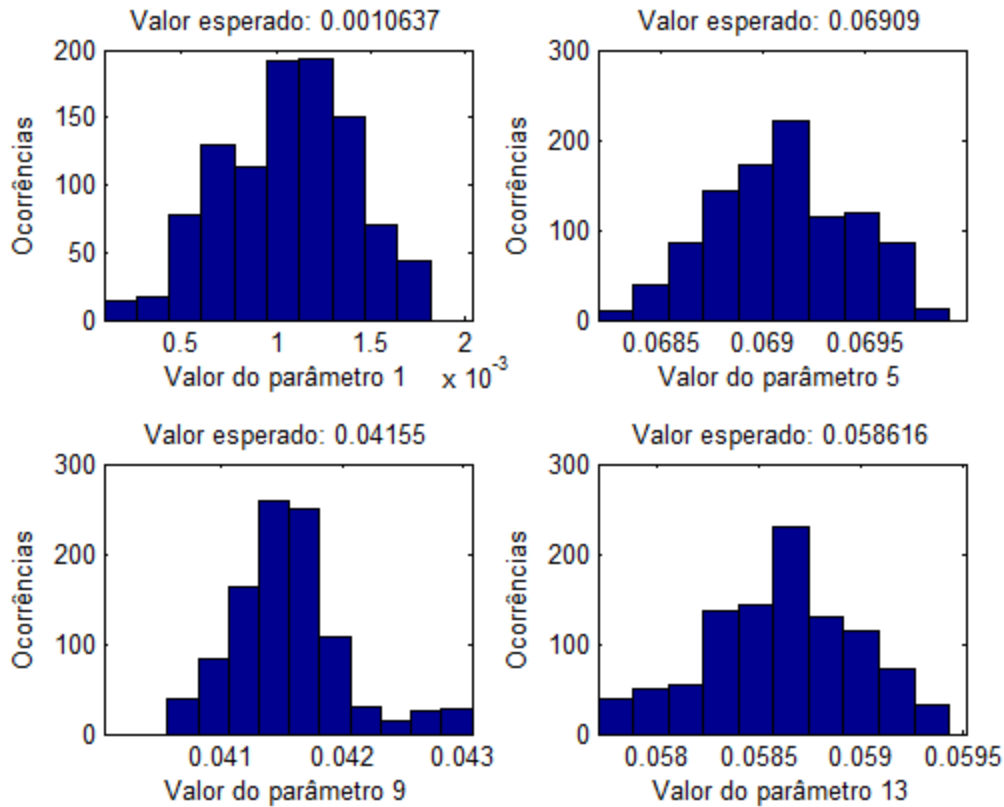 Valor esperado: 0.0010637
200
150
100
50
0
Ocorrências
0.5 1 1.5 2
Valor do parâmetro 1 x 10^-3
Valor esperado: 0.06909
300
200
100
0
Ocorrências
0.0685 0.069 0.0695
Valor do parâmetro 5
Valor esperado: 0.04155
300
200
100
0
Ocorrências
0.041 0.042 0.043
Valor do parâmetro 9
Valor esperado: 0.058616
300
200
100
0
Ocorrências
0.058 0.0585 0.059 0.0595
Valor do parâmetro 13